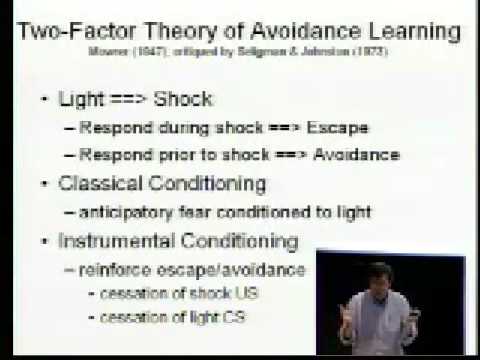 Two-Factor Theory of Avoidance Learning
Mowrer (1947); critiqued by Seligman & Johnston (1973)
• Light ==> Shock
– Respond during shock ==> Escape
– Respond prior to shock ==> Avoidance
• Classical Conditioning
– anticipatory fear conditioned to light
• Instrumental Conditioning
– reinforce escape/avoidance
• cessation of shock US
• cessation of light CS